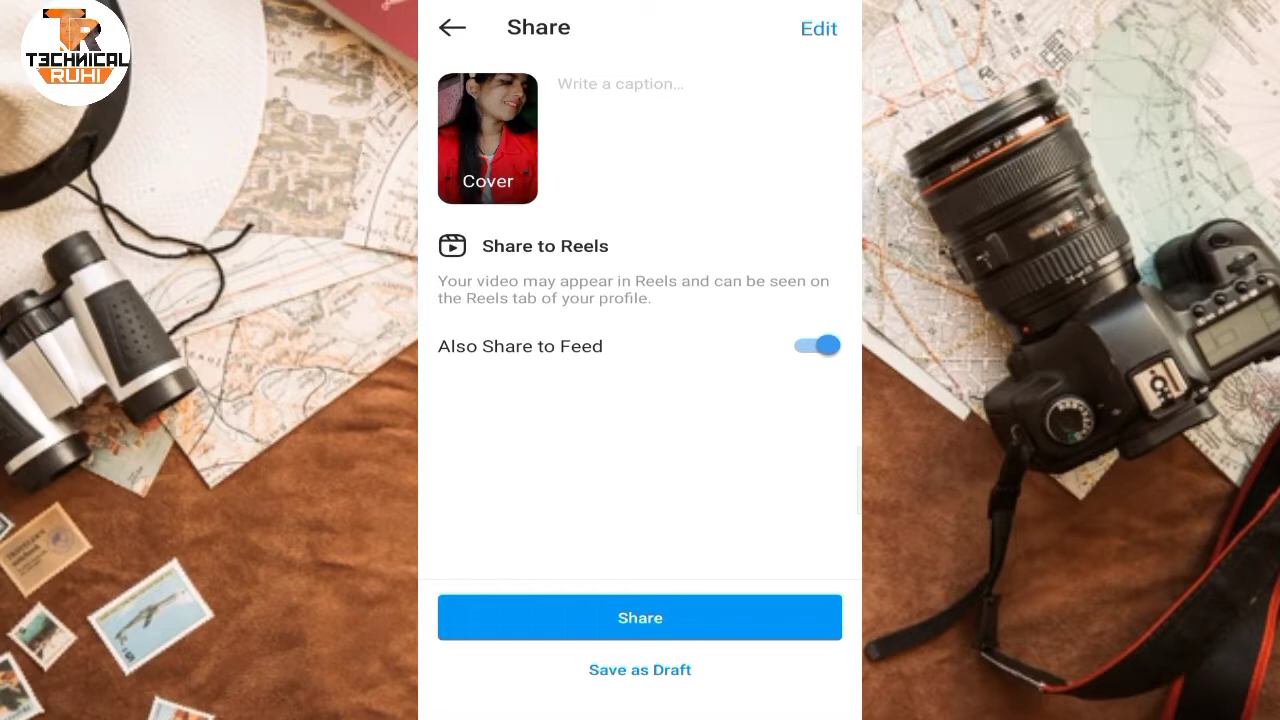 TR
T3CHNICAL
RUHI
Share
Edit
Write a caption...
Cover
Share to Reels
Your video may appear in Reels and can be seen on
the Reels tab of your profile.
Also Share to Feed
Share
Save as Draft